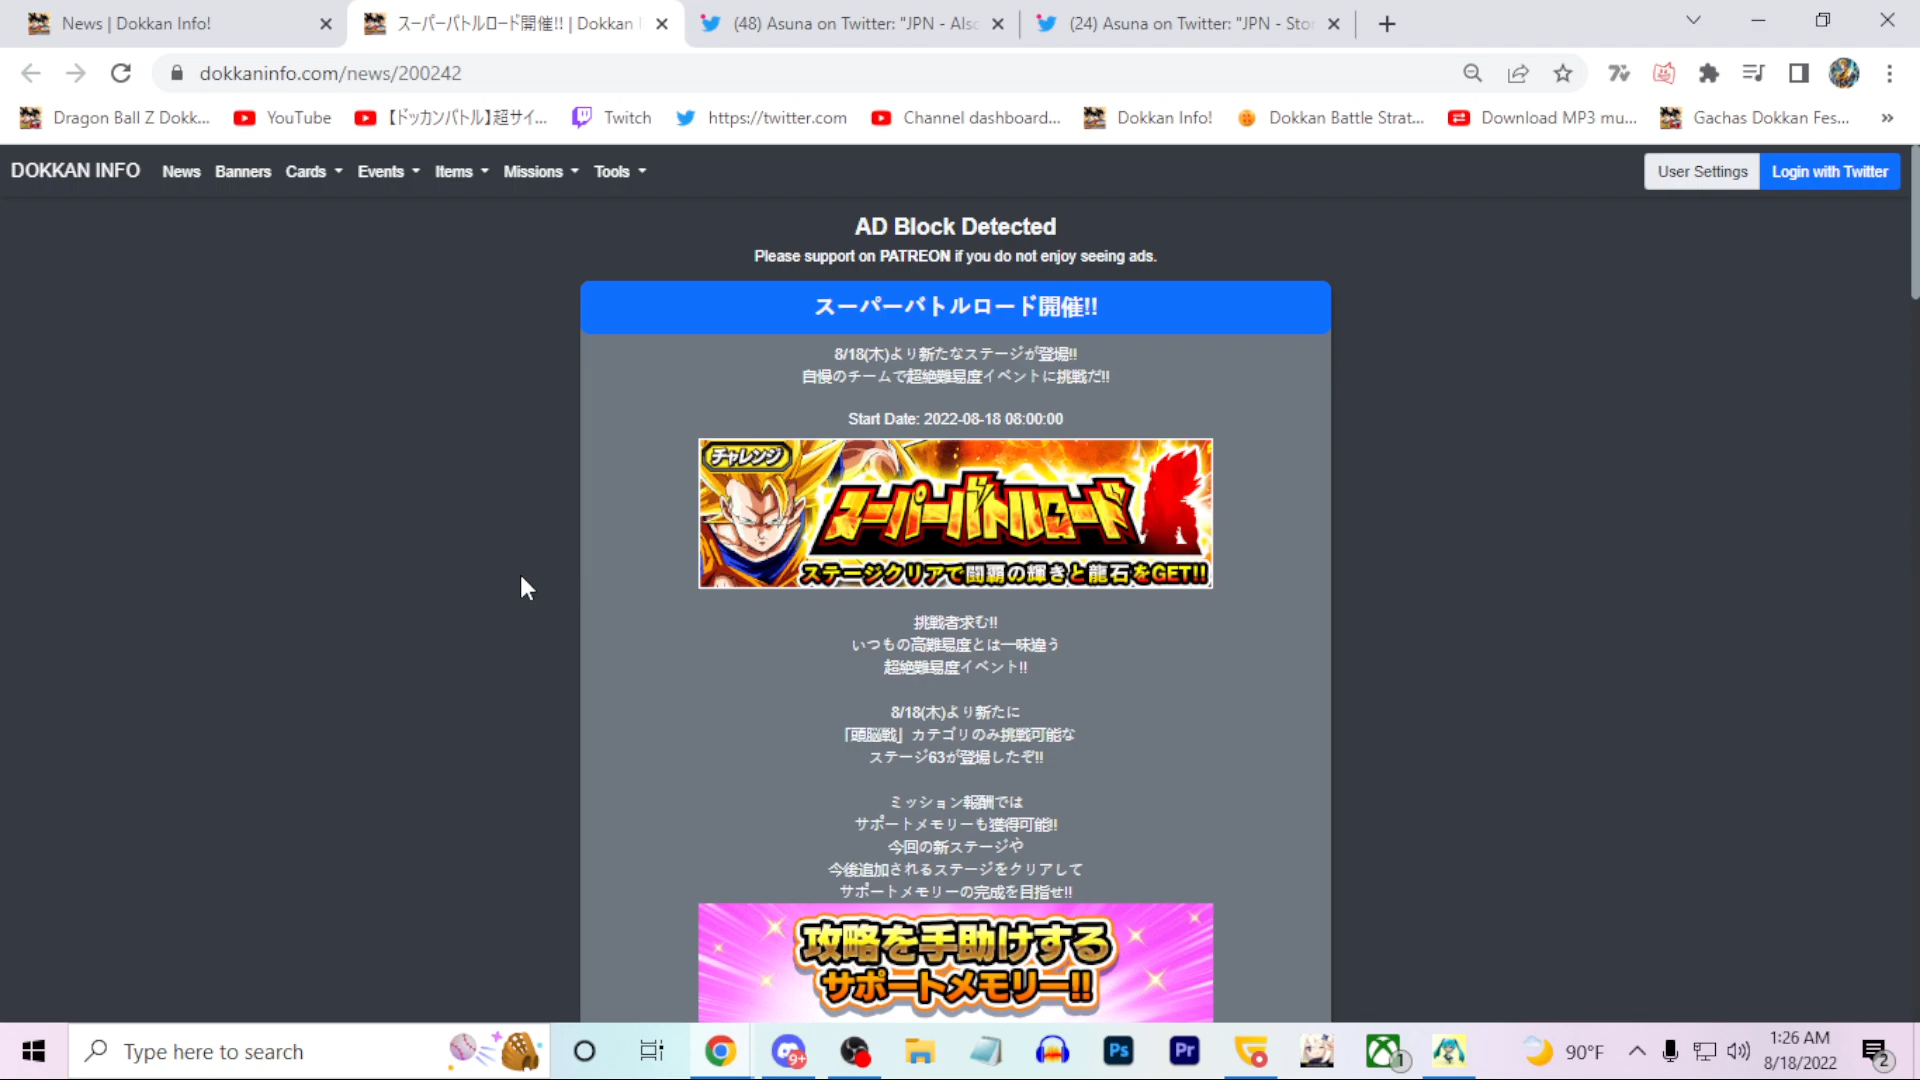 News | Dokkan Info!
スーパーバトルロード開催!! | Dokkan
(48) Asuna on Twitter: "JPN - Also
(24) Asuna on Twitter: "JPN - Stor
dokkaninfo.com/news/200242
Dragon Ball Z Dokk...
YouTube
【ドッカンバトル】超サイ...
Twitch
https://twitter.com
Channel dashboard...
Dokkan Info!
Dokkan Battle Strat...
Download MP3 mu...
Gachas Dokkan Fes...
»
DOKKAN INFO
News
Banners
Cards
Events
Items
Missions
Tools
User Settings
Login with Twitter
AD Block Detected
Please support on PATREON if you do not enjoy seeing ads.
スーパーバトルロード開催!!
8/18(木)より新たなステージが登場!!
自慢のチームで超絶難易度イベントに挑戦だ!!
Start Date: 2022-08-18 08:00:00
チャレンジ
スーパーバトルロード
ステージクリアで闘覇の輝きと龍石をGET!!
挑戦者求む!!
いつもの高難易度とは一味違う
超絶難易度イベント!!
8/18(木)より新たに
「頭脳戦」カテゴリのみ挑戦可能な
ステージ63が登場したぞ!!
ミッション報酬では
サポートメモリーも獲得可能!!
今回の新ステージや
今後追加されるステージをクリアして
サポートメモリーの完成を目指せ!!
攻略を手助けする
サポートメモリー!!
Type here to search
9+
Ps
Pr
1
90°F
1:26 AM
8/18/2022
2